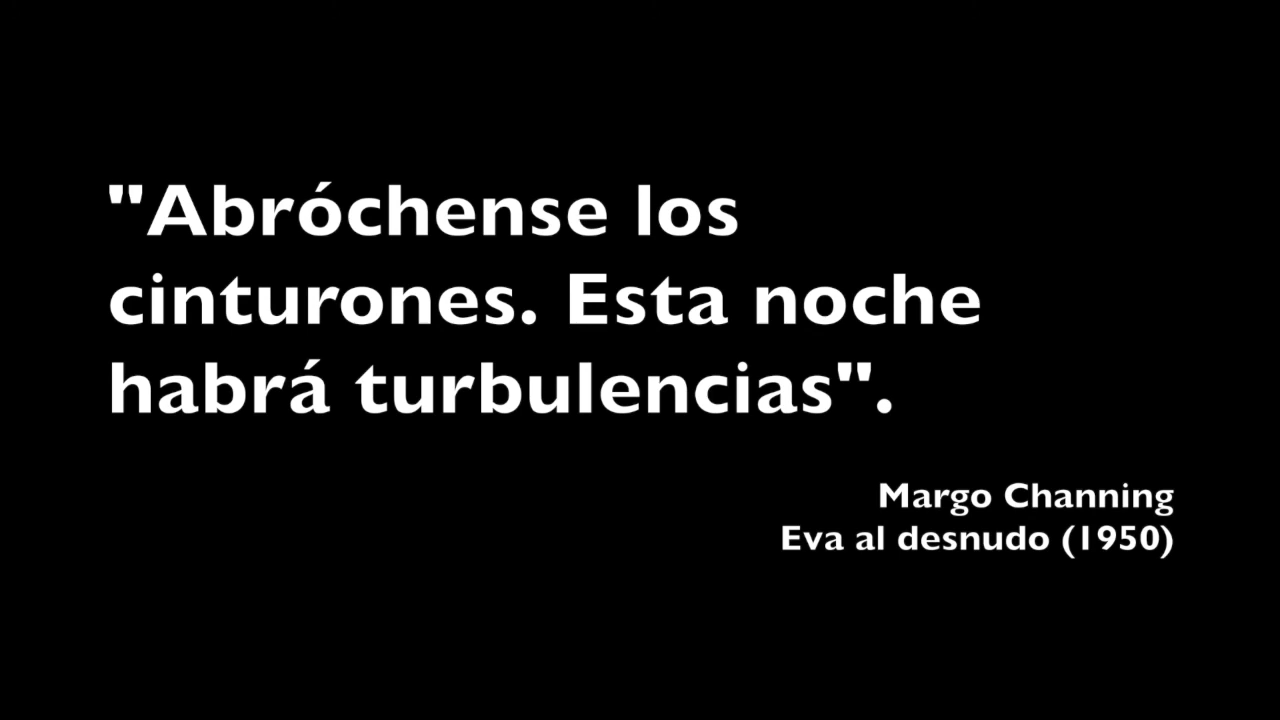 "Abróchense los
cinturones. Esta noche
habrá turbulencias".
Margo Channing
Eva al desnudo (1950)